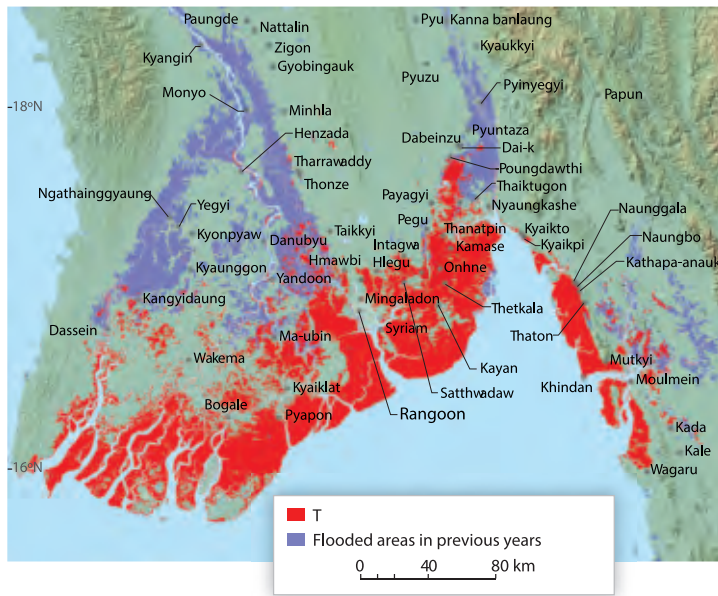 Paungde
Nattalin
Pyu
Kanna banlaung
Zigon
Kyaukkyi
Kyangin
Gyobingauk
Pyuzu
Pyinyegyi
Monyo
Papun
18ºN
Minhla
Henzada
Dabeinzu
Pyuntaza
Dai-k
Tharrawaddy
Poungdawthi
Thonze
Thaiktugon
Ngathainggyaung
Yegyi
Payagyi
Nyaungkashe
Naunggala
Pegu
Kyonpyaw
Taikkyi
Thanatpin
Kyaikto
Naungbo
Danubyu
Intagwa
Kamase
Kyaikpi
Kyaunggon
Hmawbi
Hlegu
Kathapa-anauk
Onhne
Yandoon
Kangyidaung
Mingaladon
Thetkala
Dassein
Syriam
Thaton
Ma-ubin
Wakema
Mutkyi
Kayan
Moulmein
Kyaiklat
Khindan
Satthwadaw
Bogale
Pyapon
Rangoon
Kada
Kale
16ºN
Wagaru
T
Flooded areas in previous years
0 40 80 km